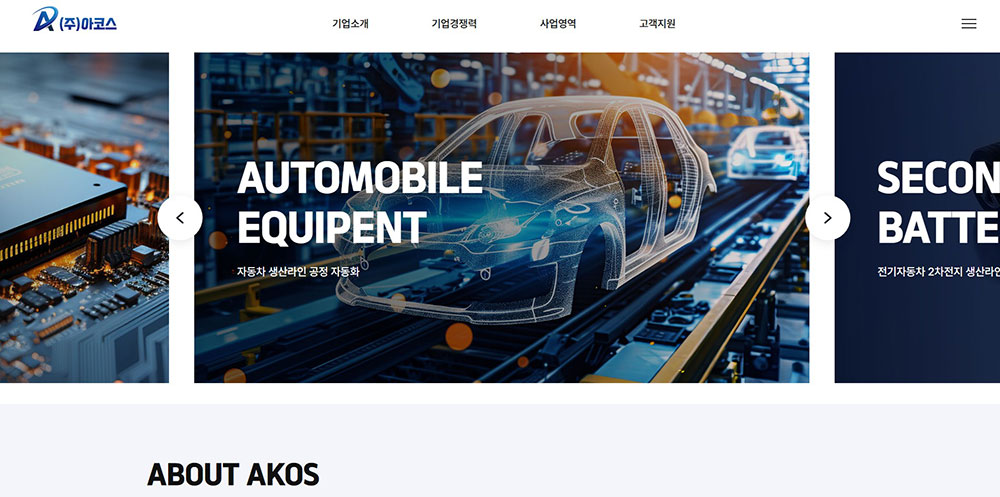 (주)아코스
기업소개
기업경쟁력
사업영역
고객지원
AUTOMOBILE
EQUIPENT
자동차 생산라인 공정 자동화
SECON
BATTE
전기자동차 2차전지 생산라인
ABOUT AKOS